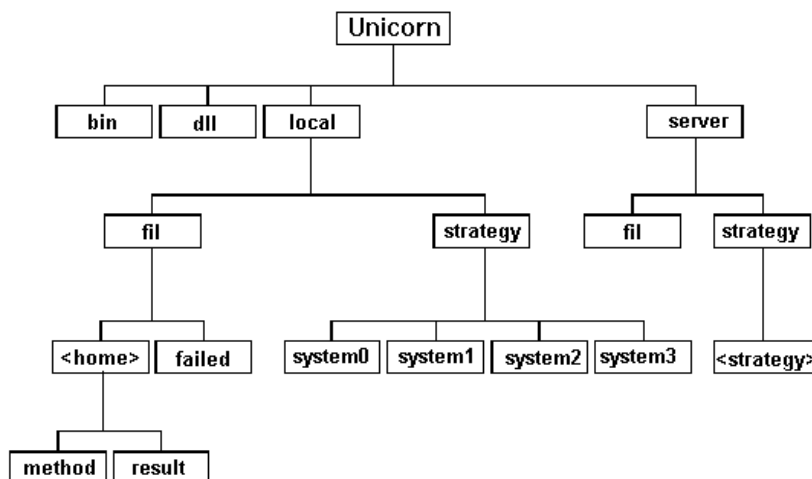 Unicorn
bin dll local server
fil strategy fil strategy
<home> failed system0 system1 system2 system3 <strategy>
method result